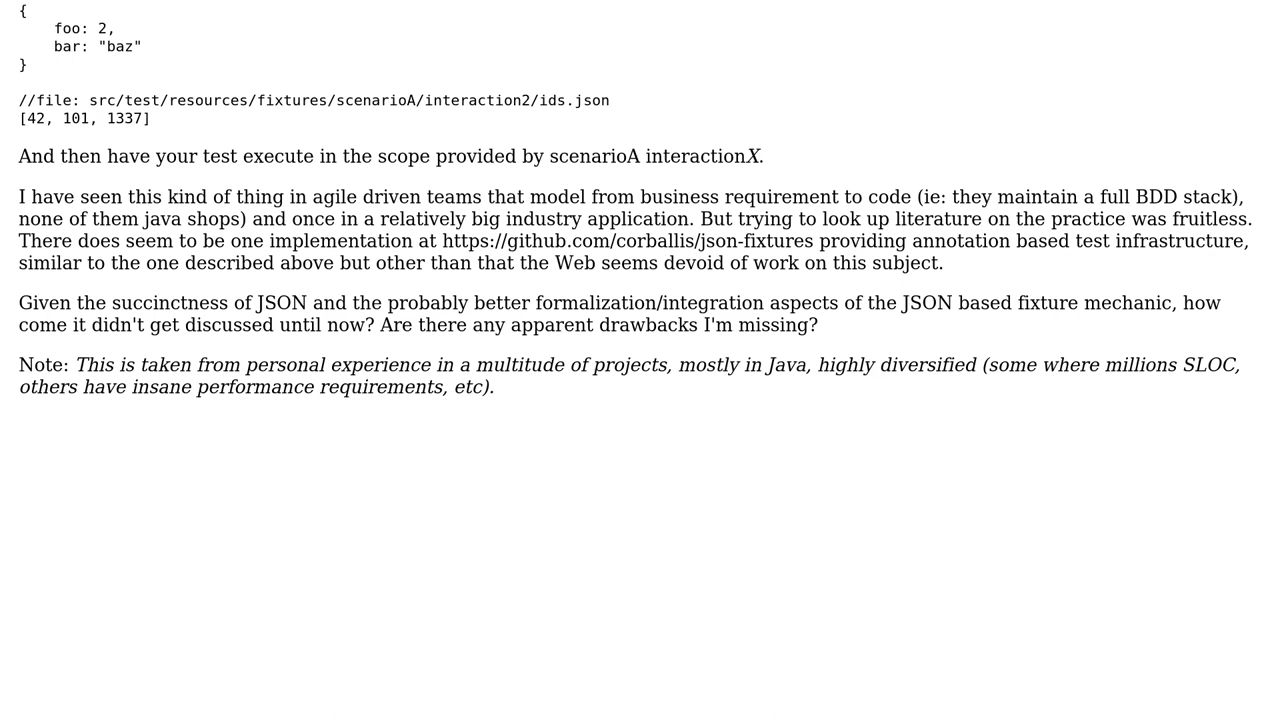 {
    foo: 2,
    bar: "baz"
}
//file: src/test/resources/fixtures/scenarioA/interaction2/ids.json
[42, 101, 1337]
And then have your test execute in the scope provided by scenarioA interactionX.
I have seen this kind of thing in agile driven teams that model from business requirement to code (ie: they maintain a full BDD stack),
none of them java shops) and once in a relatively big industry application. But trying to look up literature on the practice was fruitless.
There does seem to be one implementation at https://github.com/corballis/json-fixtures providing annotation based test infrastructure,
similar to the one described above but other than that the Web seems devoid of work on this subject.
Given the succinctness of JSON and the probably better formalization/integration aspects of the JSON based fixture mechanic, how
come it didn't get discussed until now? Are there any apparent drawbacks I'm missing?
Note: This is taken from personal experience in a multitude of projects, mostly in Java, highly diversified (some where millions SLOC,
others have insane performance requirements, etc).